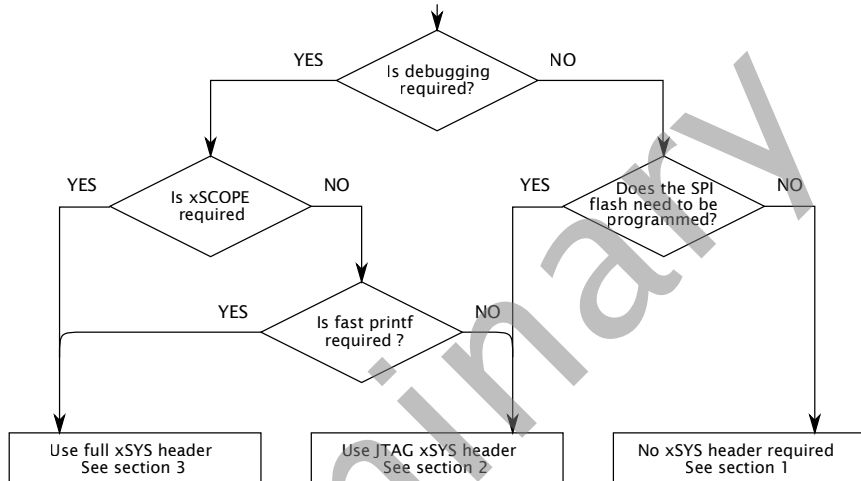 Is debugging
required?
YES
NO
Is xSCOPE
required
YES
NO
Does the SPI
flash need to be
programmed?
YES
NO
Is fast printf
required ?
YES
NO
Use full xSYS header
See section 3
Use JTAG xSYS header
See section 2
No xSYS header required
See section 1